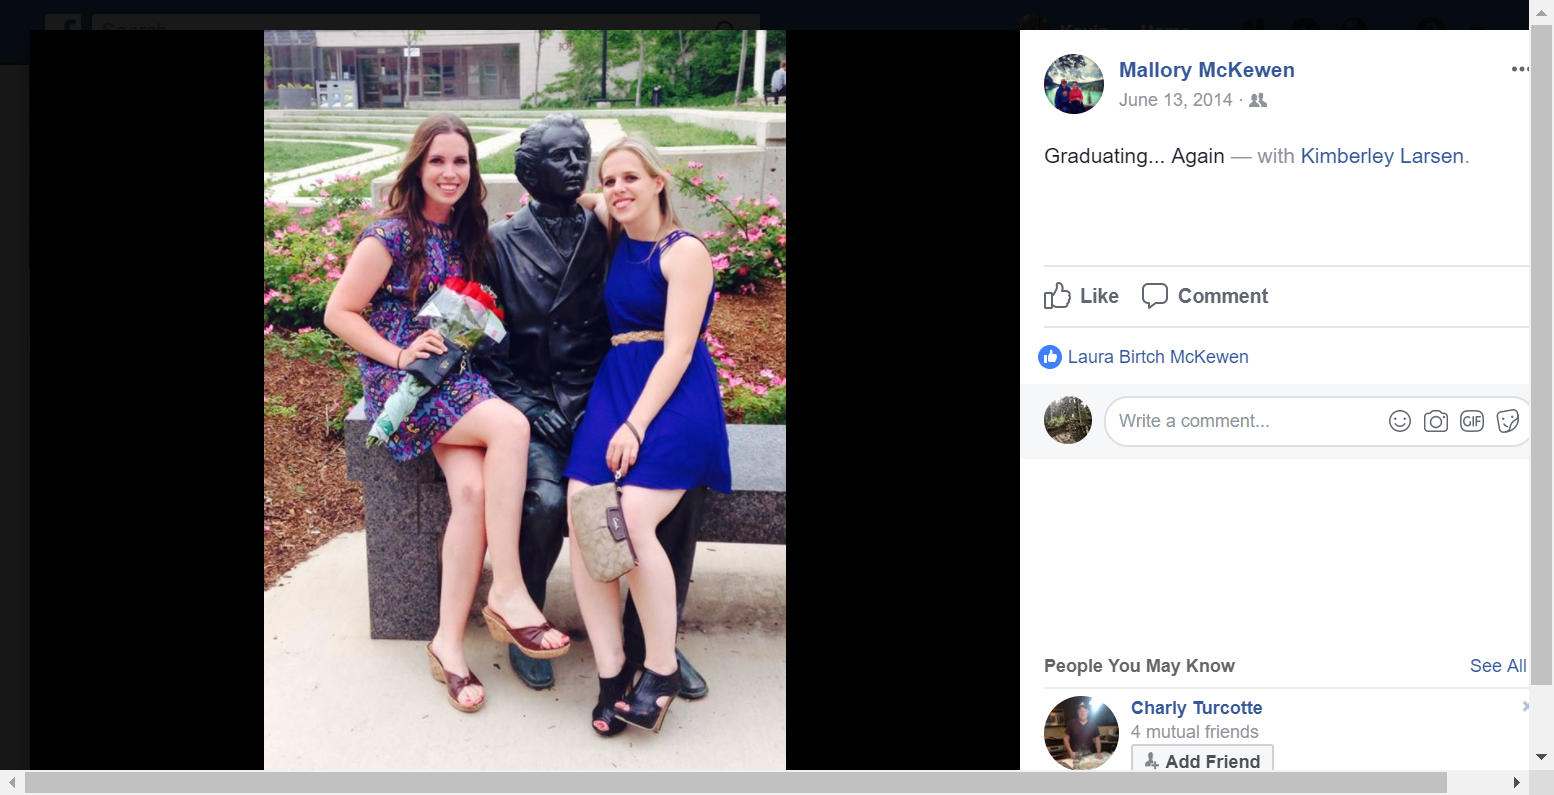 Search
Mallory McKewen
June 13, 2014 ·
Graduating... Again — with Kimberley Larsen.
Like Comment
Laura Birtch McKewen
Write a comment...
GIF
People You May Know
See All
Charly Turcotte
4 mutual friends
Add Friend